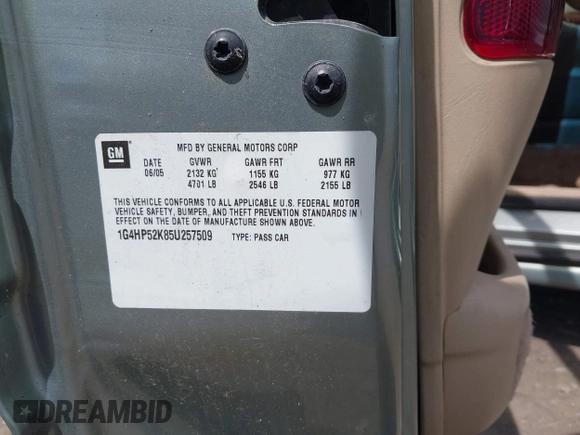 GM
MFD BY GENERAL MOTORS CORP
DATE GVWR GAWR FRT GAWR RR
06/05 2132 KG 1155 KG 977 KG
4701 LB 2546 LB 2155 LB
THIS VEHICLE CONFORMS TO ALL APPLICABLE U.S. FEDERAL MOTOR
VEHICLE SAFETY, BUMPER, AND THEFT PREVENTION STANDARDS IN
EFFECT ON THE DATE OF MANUFACTURE SHOWN ABOVE.
1G4HP52K85U257509 TYPE: PASS CAR
DREAMBID